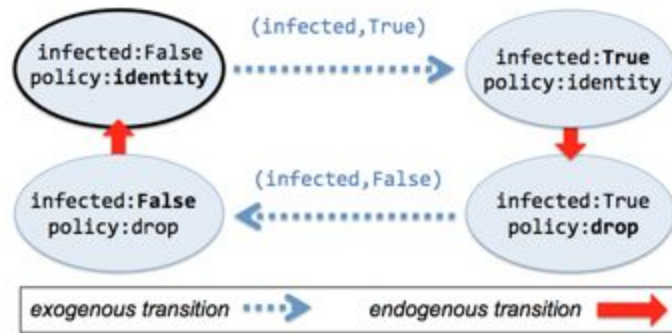 infected:False
policy:identity
(infected,True)
infected:True
policy:identity
infected:False
policy:drop
(infected,False)
infected:True
policy:drop
exogenous transition
endogenous transition